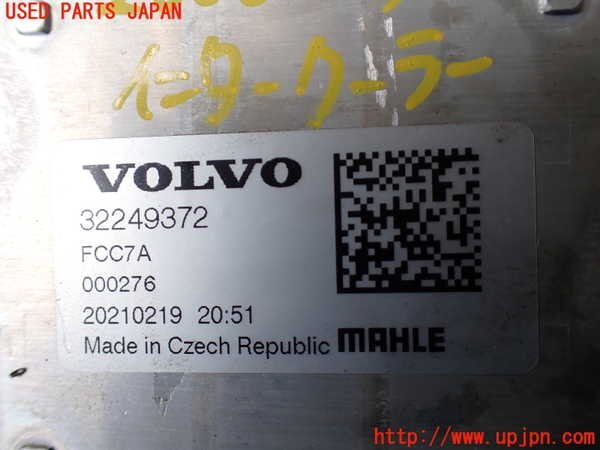 USED PARTS JAPAN
インタークーラー
VOLVO
32249372
FCC7A
000276
20210219 20:51
Made in Czech Republic MAHLE
http://www.upjpn.com/